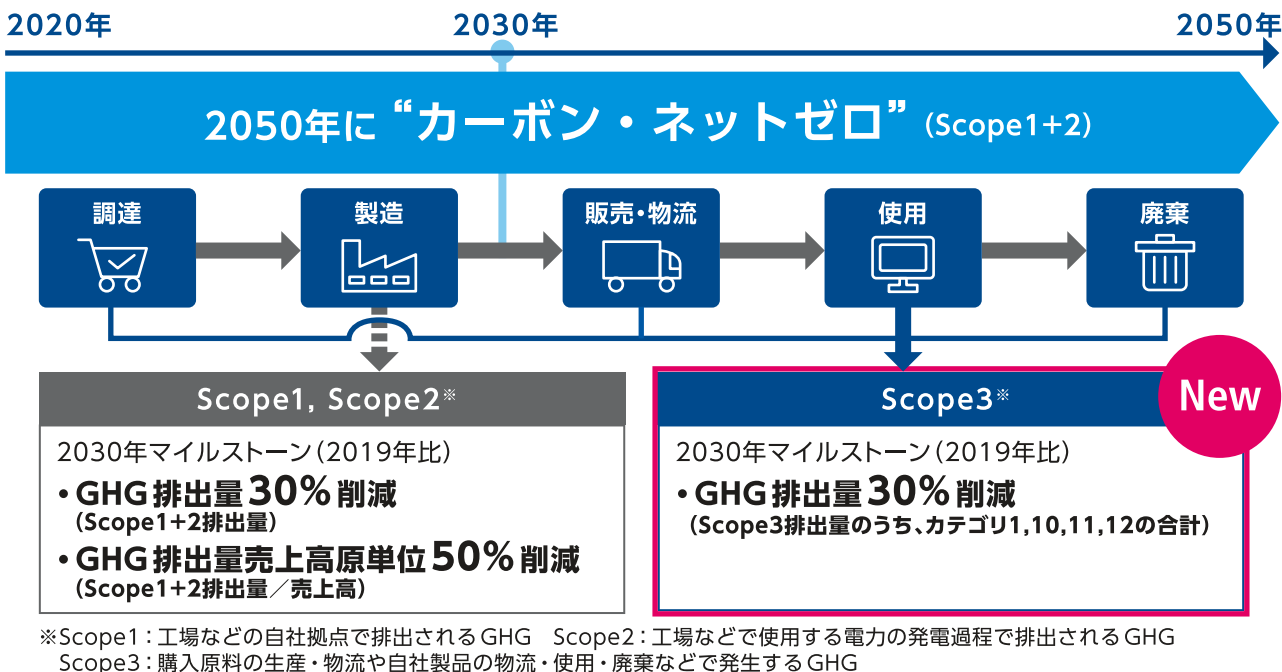 2020年 2030年 2050年
2050年に “カーボン・ネットゼロ” (Scope1+2)
調達 製造 販売・物流 使用 廃棄
Scope1, Scope2※
2030年マイルストーン(2019年比)
・GHG排出量30%削減
(Scope1+2排出量)
・GHG排出量売上高原単位50%削減
(Scope1+2排出量／売上高)
Scope3※
New
2030年マイルストーン(2019年比)
・GHG排出量30%削減
(Scope3排出量のうち、カテゴリ1,10,11,12の合計)
※Scope1：工場などの自社拠点で排出されるGHG Scope2：工場などで使用する電力の発電過程で排出されるGHG
Scope3：購入原料の生産・物流や自社製品の物流・使用・廃棄などで発生するGHG